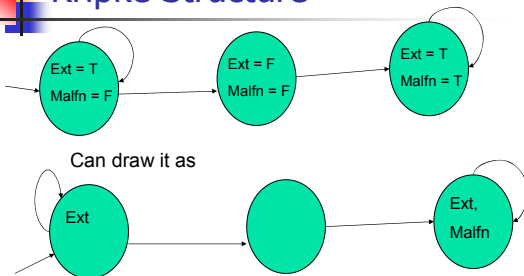 Kripke Structure
Ext = T
Malfn = F
Ext = F
Malfn = F
Ext = T
Malfn = T
Can draw it as
Ext
Ext,
Malfn